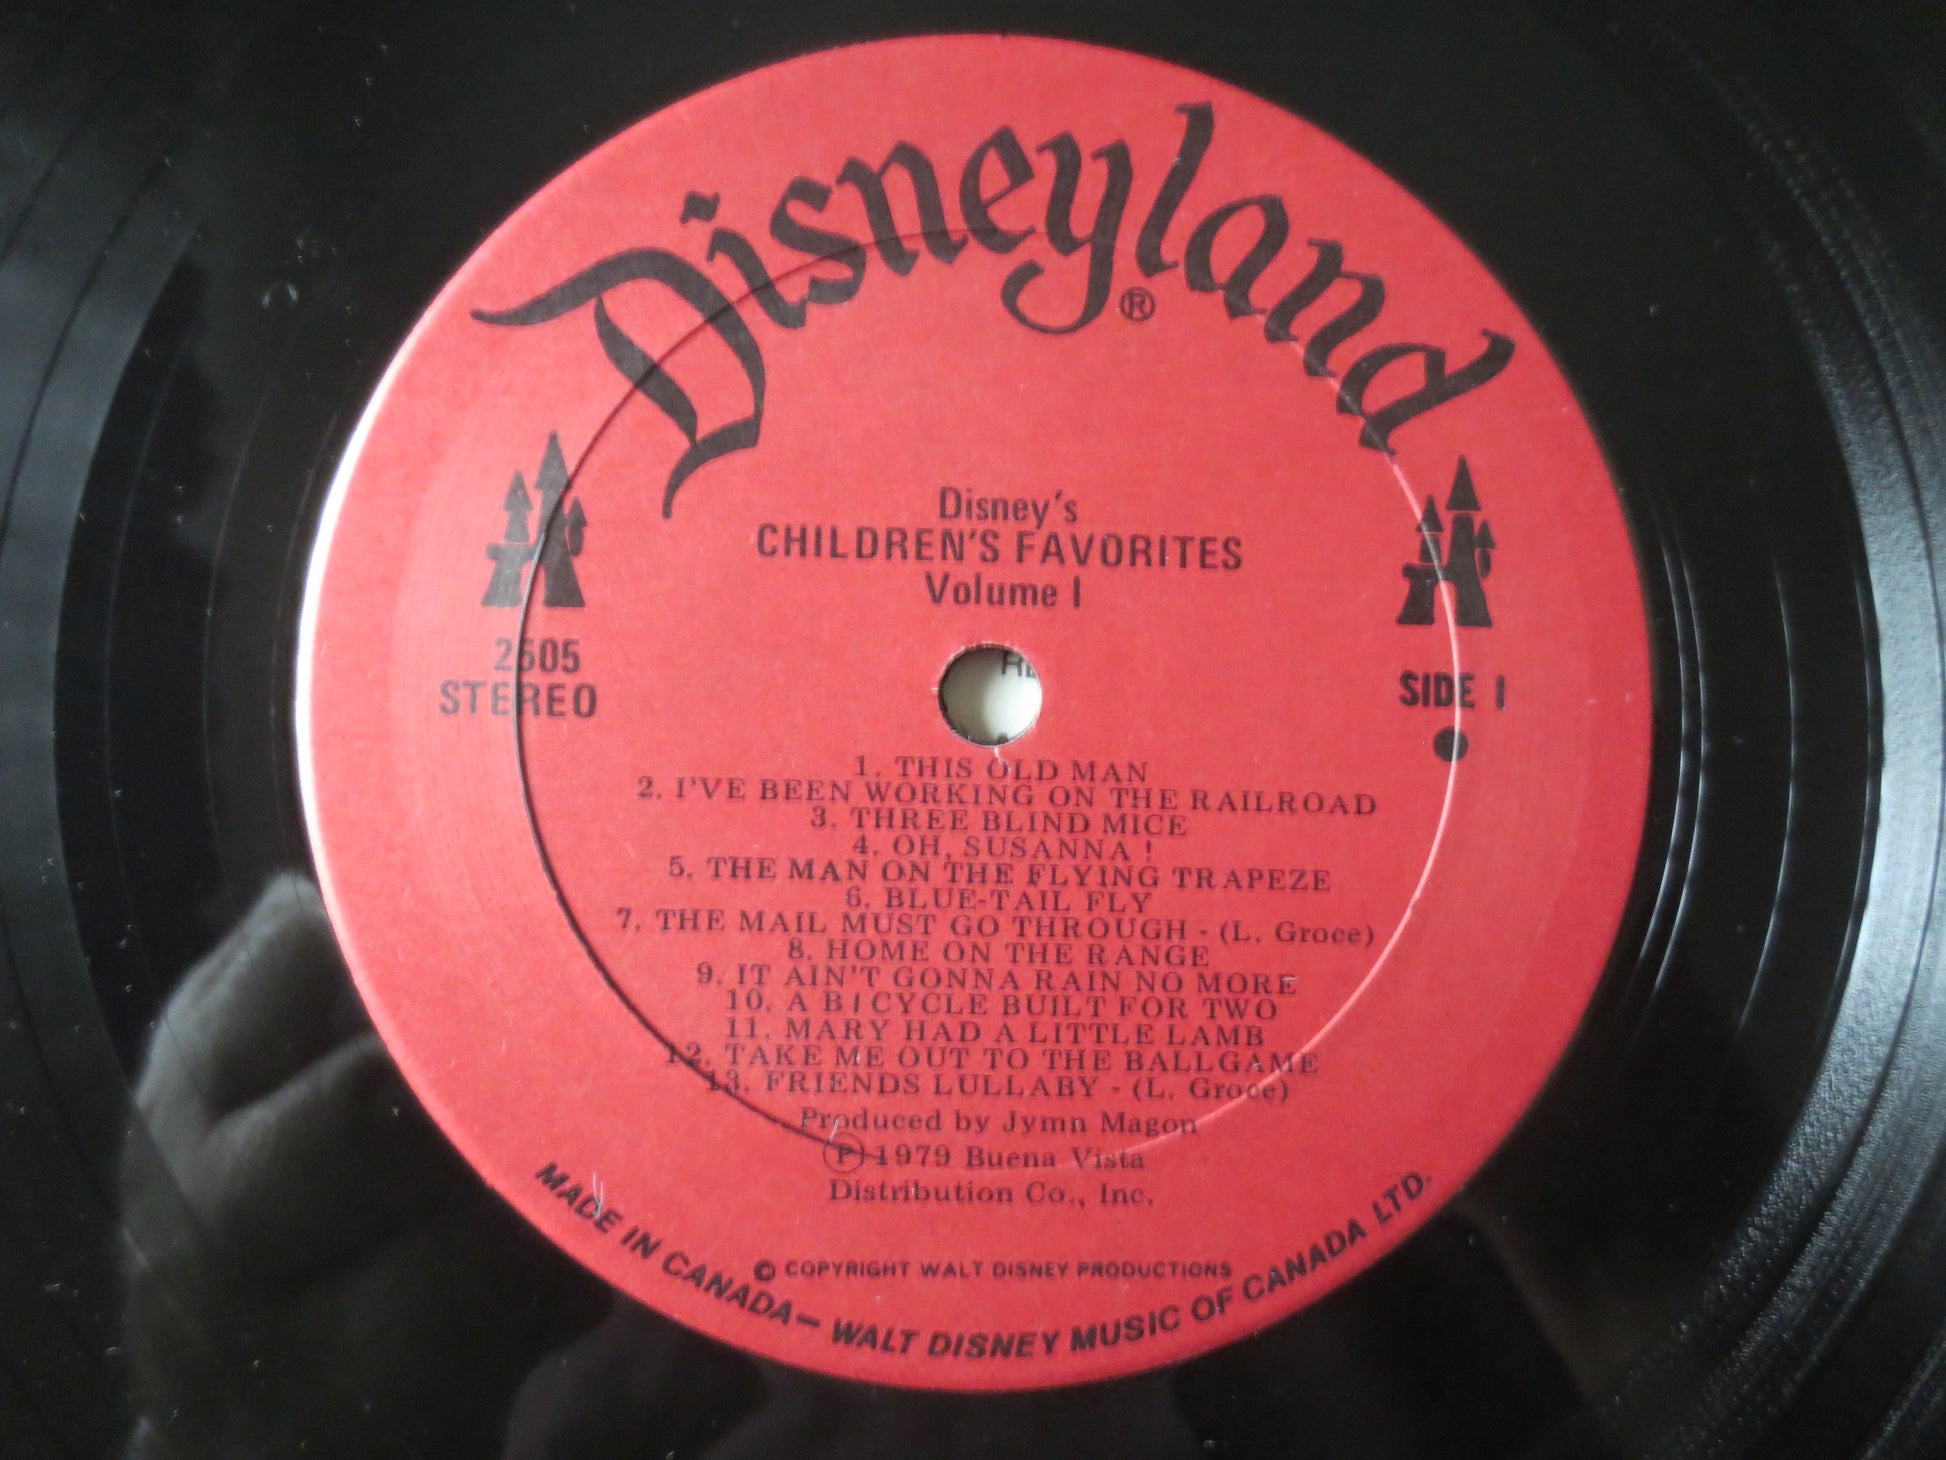 Disneyland®
Disney's
CHILDREN'S FAVORITES
Volume I
2505
STEREO
SIDE I
1. THIS OLD MAN
2. I'VE BEEN WORKING ON THE RAILROAD
3. THREE BLIND MICE
4. OH, SUSANNA !
5. THE MAN ON THE FLYING TRAPEZE
6. BLUE-TAIL FLY
7. THE MAIL MUST GO THROUGH - (L. Groce)
8. HOME ON THE RANGE
9. IT AIN'T GONNA RAIN NO MORE
10. A BICYCLE BUILT FOR TWO
11. MARY HAD A LITTLE LAMB
12. TAKE ME OUT TO THE BALLGAME
13. FRIENDS LULLABY - (L. Groce)
Produced by Jymn Magon
Ⓟ 1979 Buena Vista
Distribution Co., Inc.
© COPYRIGHT WALT DISNEY PRODUCTIONS
MADE IN CANADA — WALT DISNEY MUSIC OF CANADA LTD.